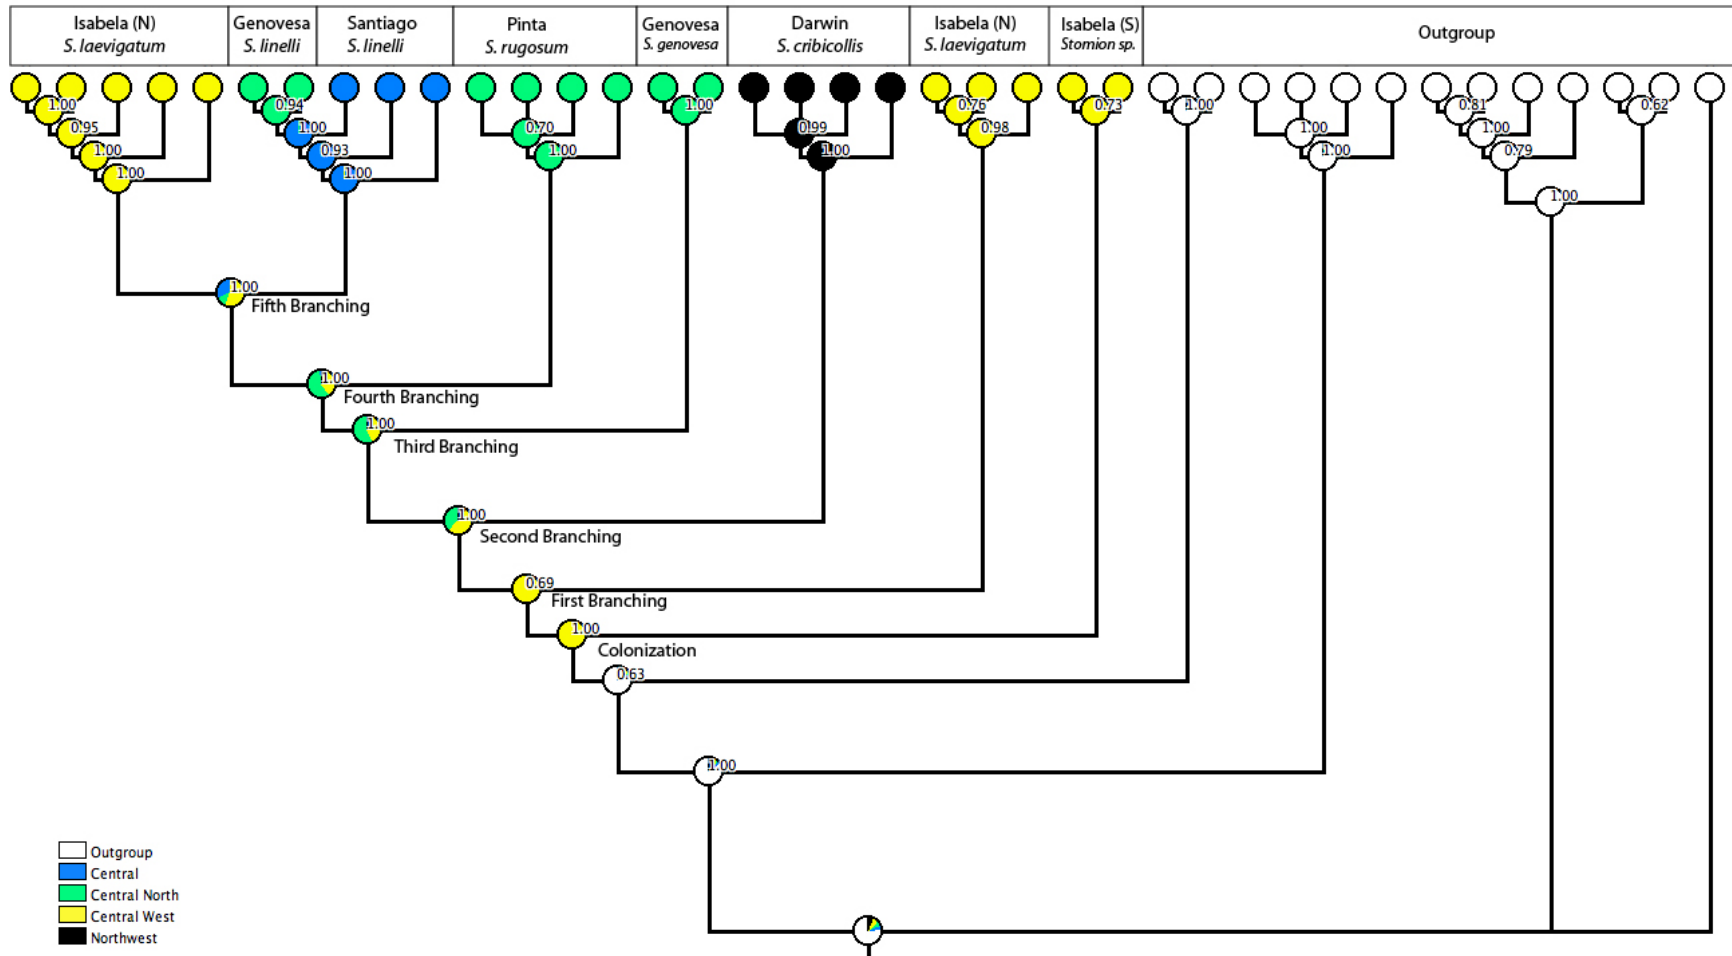 Isabela (N)
S. laevigatum
Genovesa
S. linelli
Santiago
S. linelli
Pinta
S. rugosum
Genovesa
S. genovesa
Darwin
S. cribicollis
Isabela (N)
S. laevigatum
Isabela (S)
Stomion sp.
Outgroup
1.00
0.94
1.00
0.76
0.73
1.00
0.81
0.62
0.95
1.00
0.70
0.99
0.98
1.00
1.00
1.00
0.93
1.00
1.00
1.00
0.79
1.00
1.00
1.00
1.00
Fifth Branching
1.00
Fourth Branching
1.00
Third Branching
1.00
Second Branching
0.69
First Branching
1.00
Colonization
0.63
1.00
Outgroup
Central
Central North
Central West
Northwest